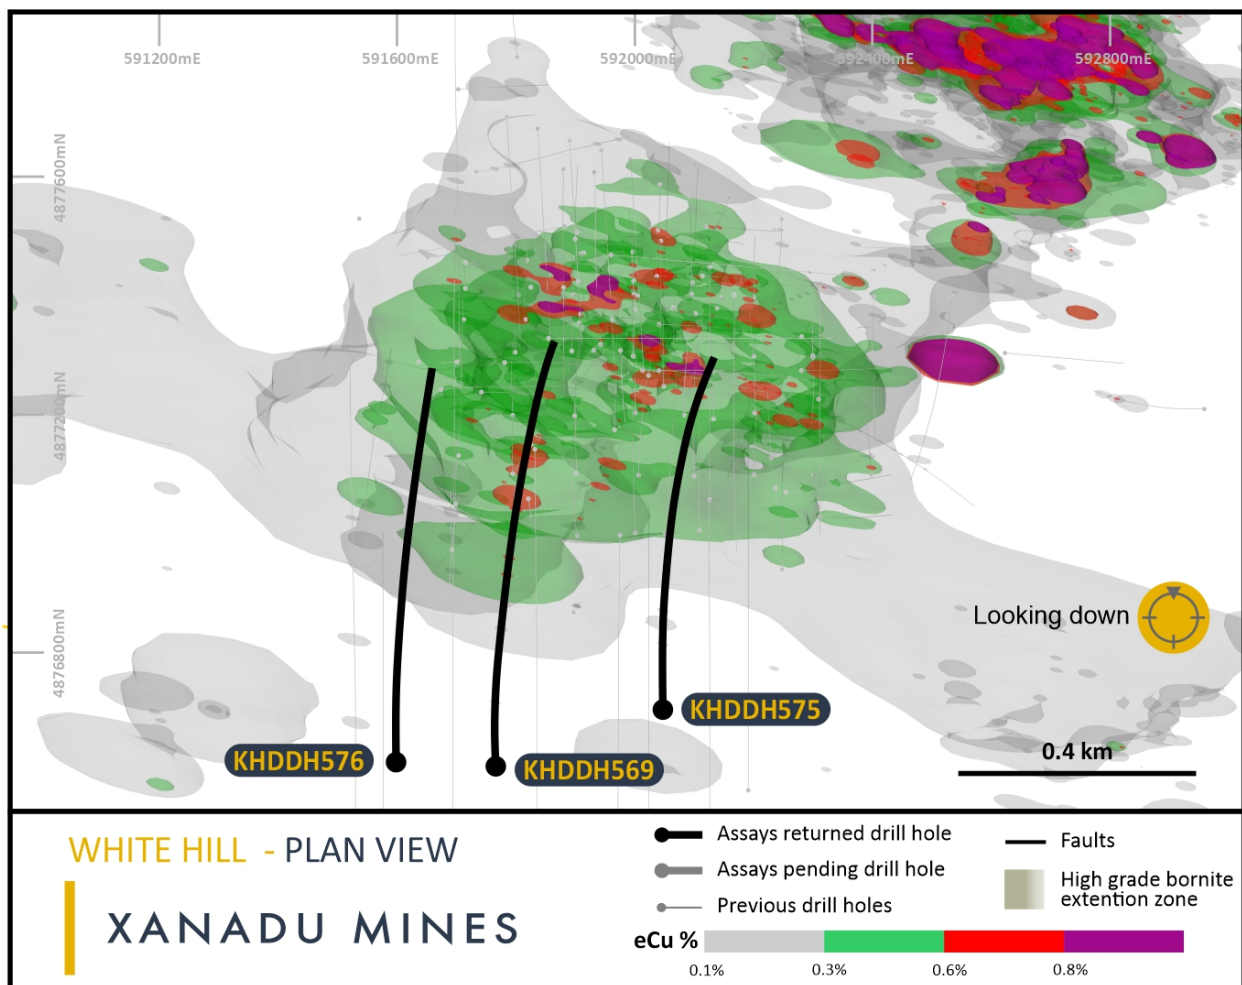 591200mE
591600mE
592000mE
592400mE
592800mE
4877600mN
4877200mN
4876800mN
Looking down
KHDDH575
KHDDH576
KHDDH569
0.4 km
WHITE HILL - PLAN VIEW
XANADU MINES
Assays returned drill hole
Assays pending drill hole
Previous drill holes
Faults
High grade bornite
extention zone
eCu %
0.1%
0.3%
0.6%
0.8%